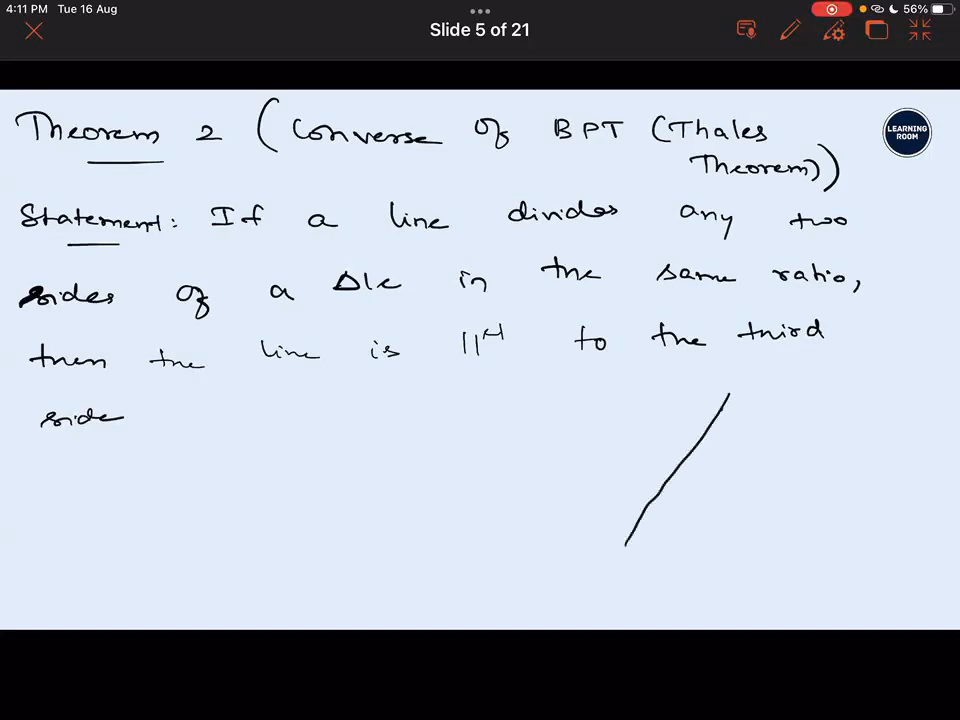 4:11 PM Tue 16 Aug
56%
Slide 5 of 21
Theorem 2 (Converse of BPT (Thales
Theorem))
LEARNING
ROOM
Statement: If a line divides any two
sides of a Δle in the same ratio,
then the line is ||el to the third
side